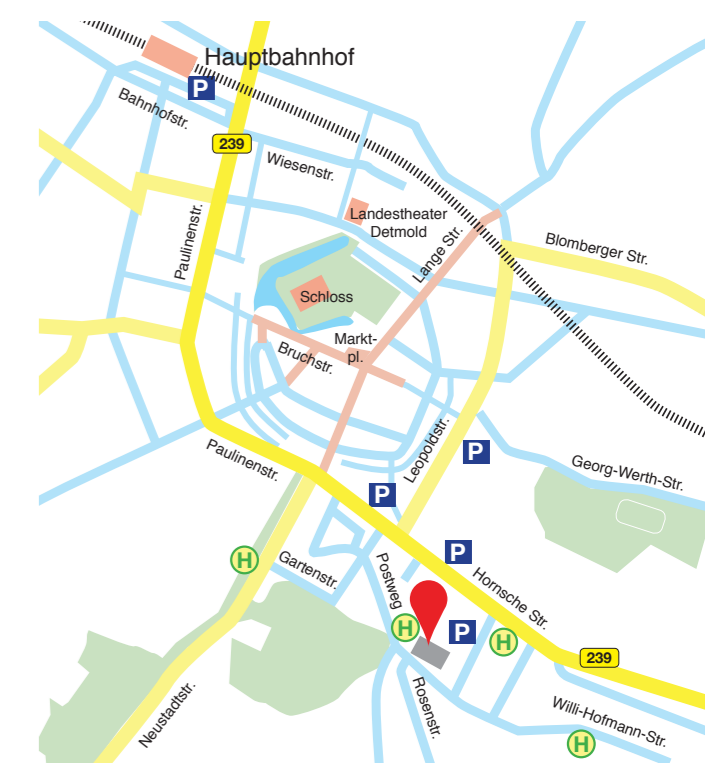 Hauptbahnhof
P
Bahnhofstr.
239
Wiesenstr.
Landestheater
Detmold
Paulinenstr.
Lange Str.
Blomberger Str.
Schloss
Markt-
pl.
Bruchstr.
Leopoldstr.
Paulinenstr.
P
Georg-Werth-Str.
P
P
H
Gartenstr.
Postweg
Hornsche Str.
H
P
H
239
Rosenstr.
Neustadtstr.
Willi-Hofmann-Str.
H